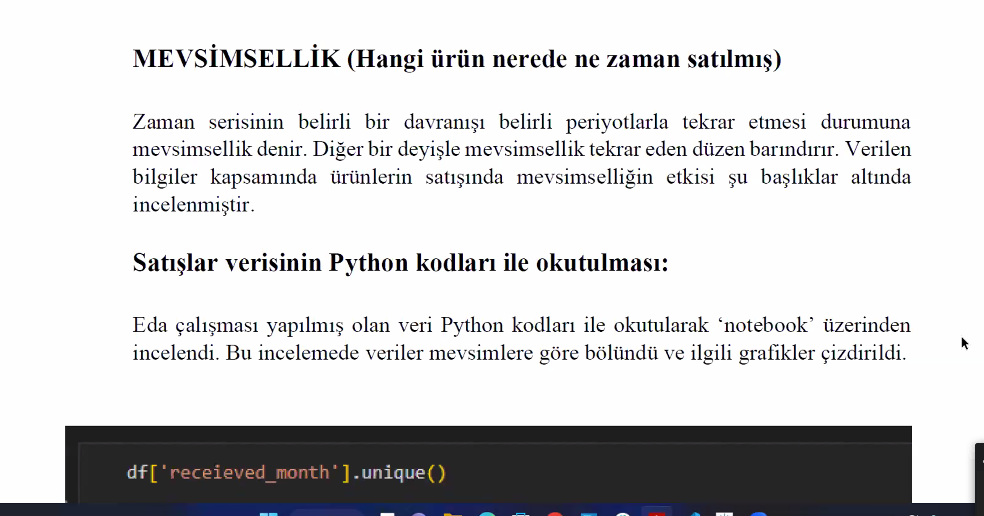 MEVSİMSELLİK (Hangi ürün nerede ne zaman satılmış)
Zaman serisinin belirli bir davranışı belirli periyotlarla tekrar etmesi durumuna
mevsimsellik denir. Diğer bir deyişle mevsimsellik tekrar eden düzen barındırır. Verilen
bilgiler kapsamında ürünlerin satışında mevsimselliğin etkisi şu başlıklar altında
incelenmiştir.
Satışlar verisinin Python kodları ile okutulması:
Eda çalışması yapılmış olan veri Python kodları ile okutularak ‘notebook’ üzerinden
incelendi. Bu incelemede veriler mevsimlere göre bölündü ve ilgili grafikler çizdirildi.
df['receieved_month'].unique()